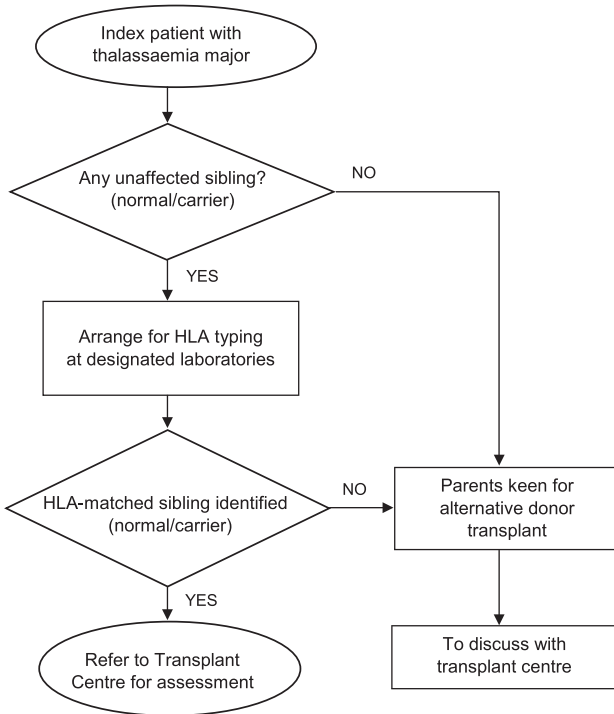 Index patient with
thalassaemia major
Any unaffected sibling?
(normal/carrier)
NO
YES
Arrange for HLA typing
at designated laboratories
HLA-matched sibling identified
(normal/carrier)
NO
Parents keen for
alternative donor
transplant
YES
Refer to Transplant
Centre for assessment
To discuss with
transplant centre